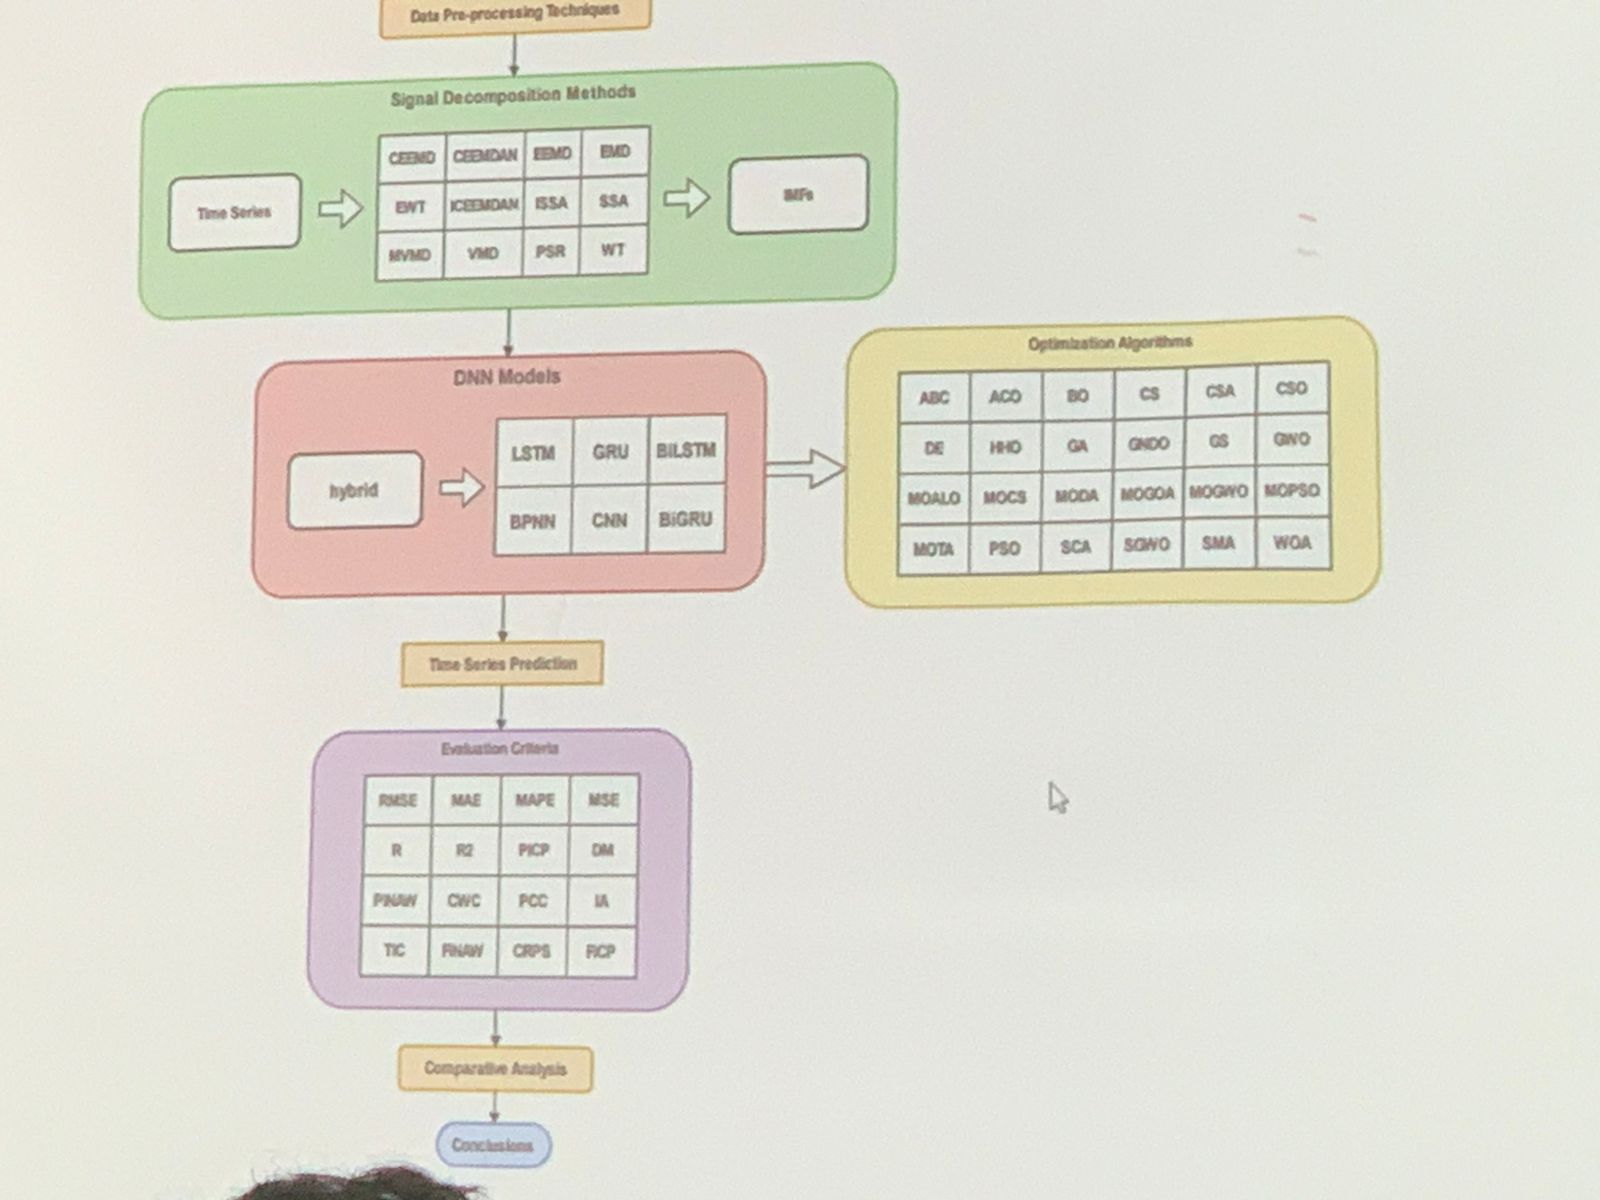 Data Pre-processing Techniques
Signal Decomposition Methods
Time Series
CEEMD CEEMDAN EEMD EMD
EWT ICEEMDAN ISSA SSA
MVMD VMD PSR WT
IMFs
DNN Models
hybrid
LSTM GRU BiLSTM
BPNN CNN BiGRU
Optimization Algorithms
ABC ACO BO CS CSA CSO
DE HHO GA GNDO GS GWO
MOALO MOCS MODA MOGOA MOGWO MOPSO
MOTA PSO SCA SGWO SMA WOA
Time Series Prediction
Evaluation Criteria
RMSE MAE MAPE MSE
R R2 PICP DM
PINAW CWC PCC IA
TIC FINAW CRPS FICP
Comparative Analysis
Conclusions